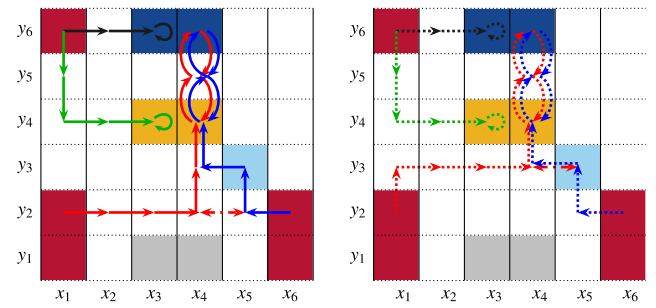 y6 y6
y5 y5
y4 y4
y3 y3
y2 y2
y1 y1
x1 x2 x3 x4 x5 x6 x1 x2 x3 x4 x5 x6